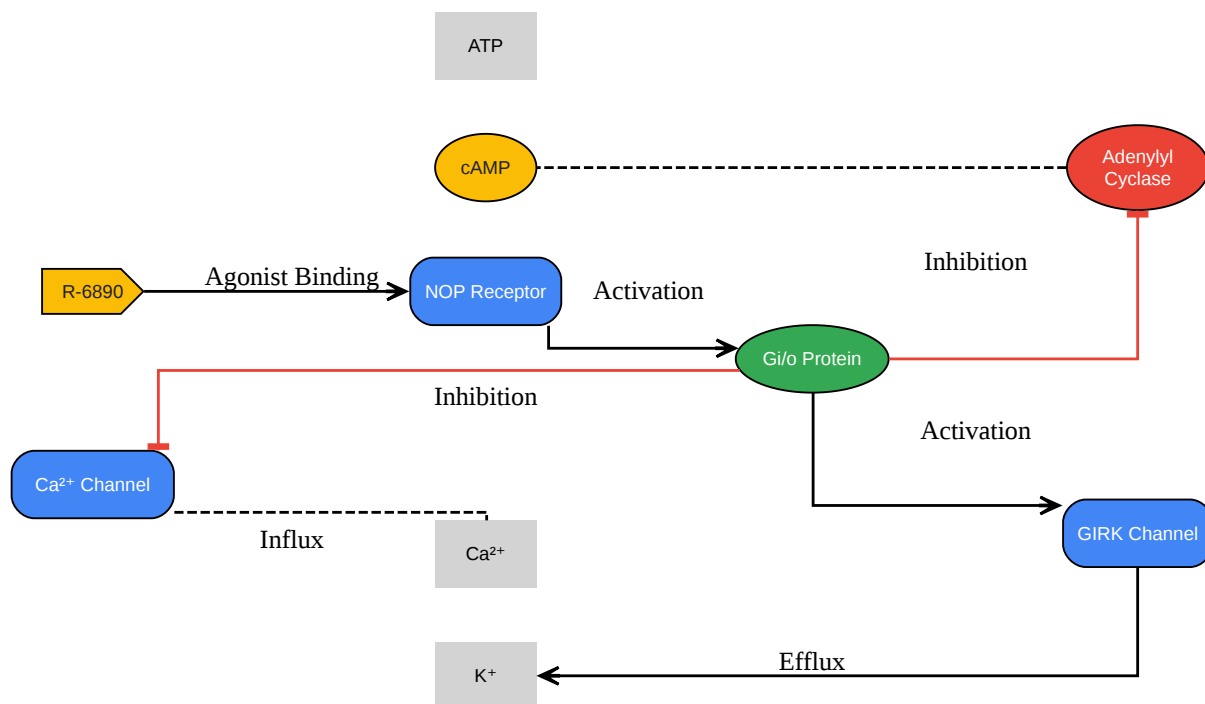 ATP
cAMP
Adenylyl
Cyclase
Inhibition
R-6890
Agonist Binding
NOP Receptor
Activation
Gi/o Protein
Inhibition
Activation
Ca²⁺ Channel
Influx
Ca²⁺
GIRK Channel
Efflux
K⁺